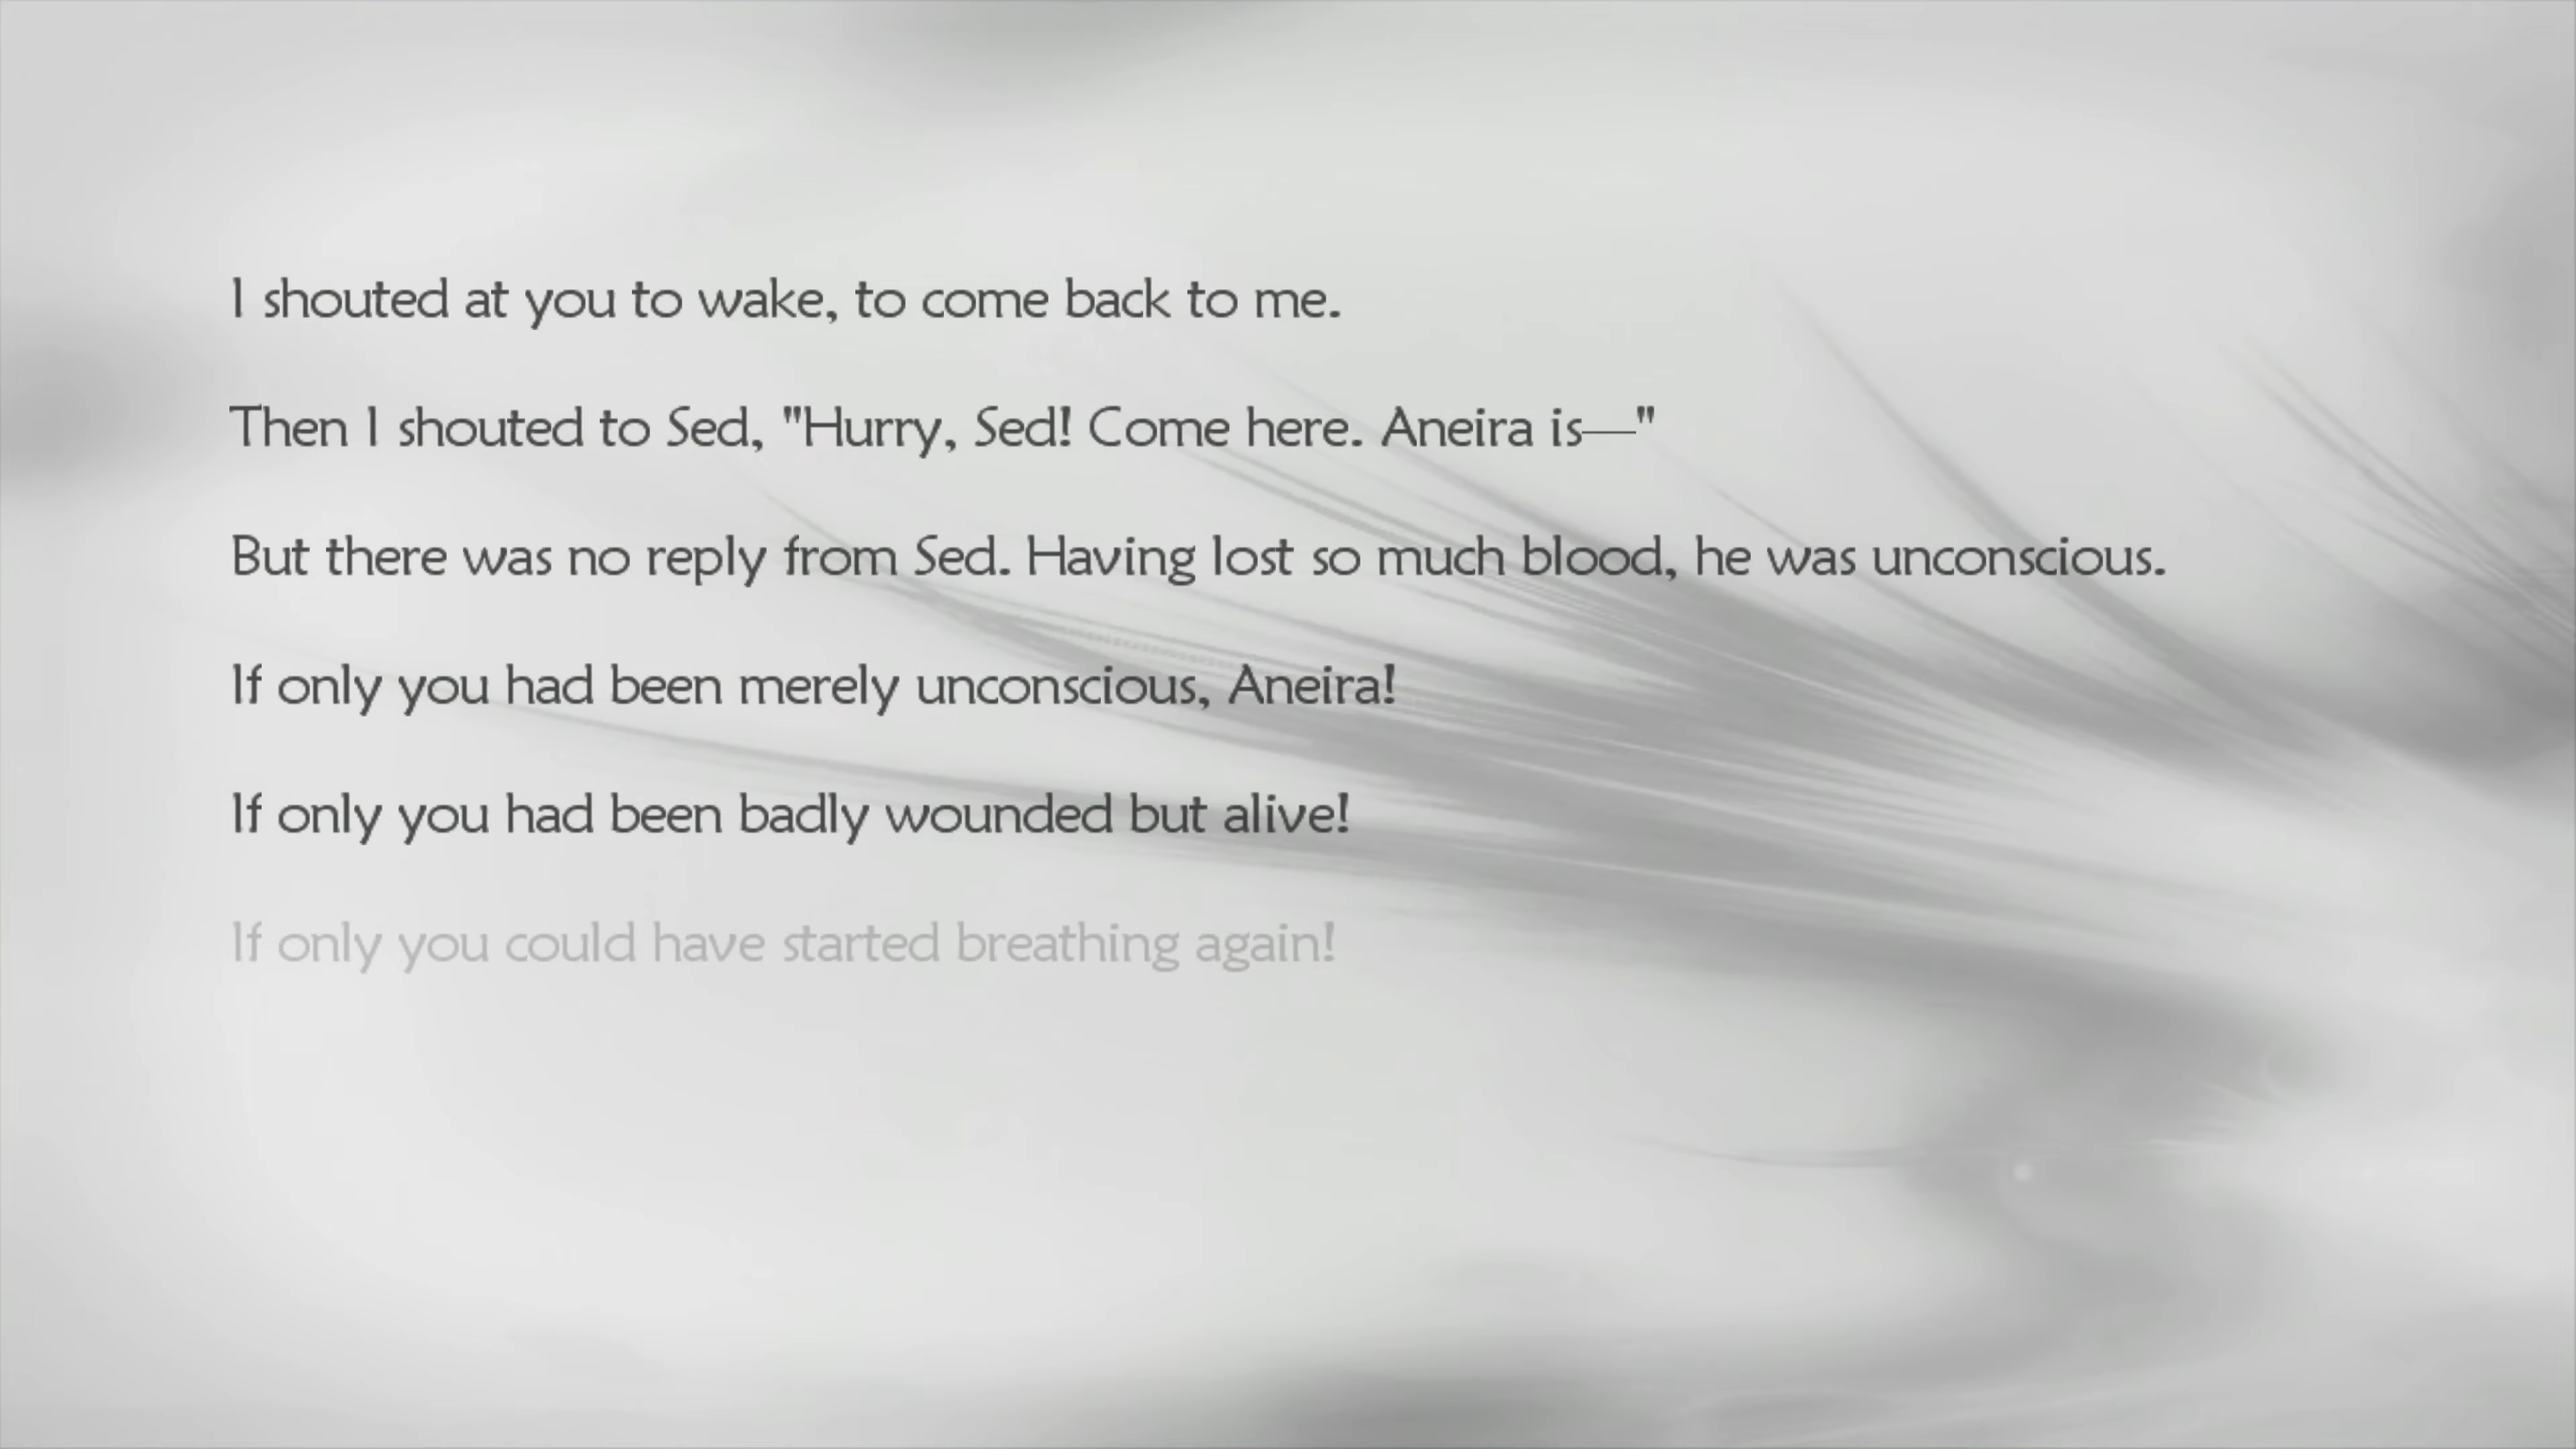 I shouted at you to wake, to come back to me.
Then I shouted to Sed, "Hurry, Sed! Come here. Aneira is—"
But there was no reply from Sed. Having lost so much blood, he was unconscious.
If only you had been merely unconscious, Aneira!
If only you had been badly wounded but alive!
If only you could have started breathing again!